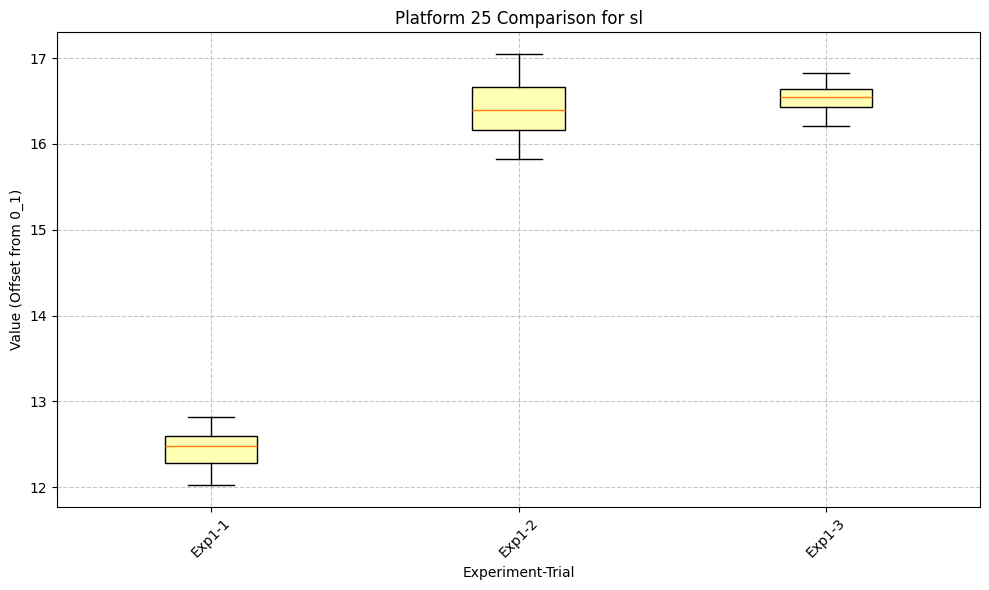 Platform 25 Comparison for sl
Value (Offset from 0_1)
17
16
15
14
13
12
Exp1-1
Exp1-2
Exp1-3
Experiment-Trial